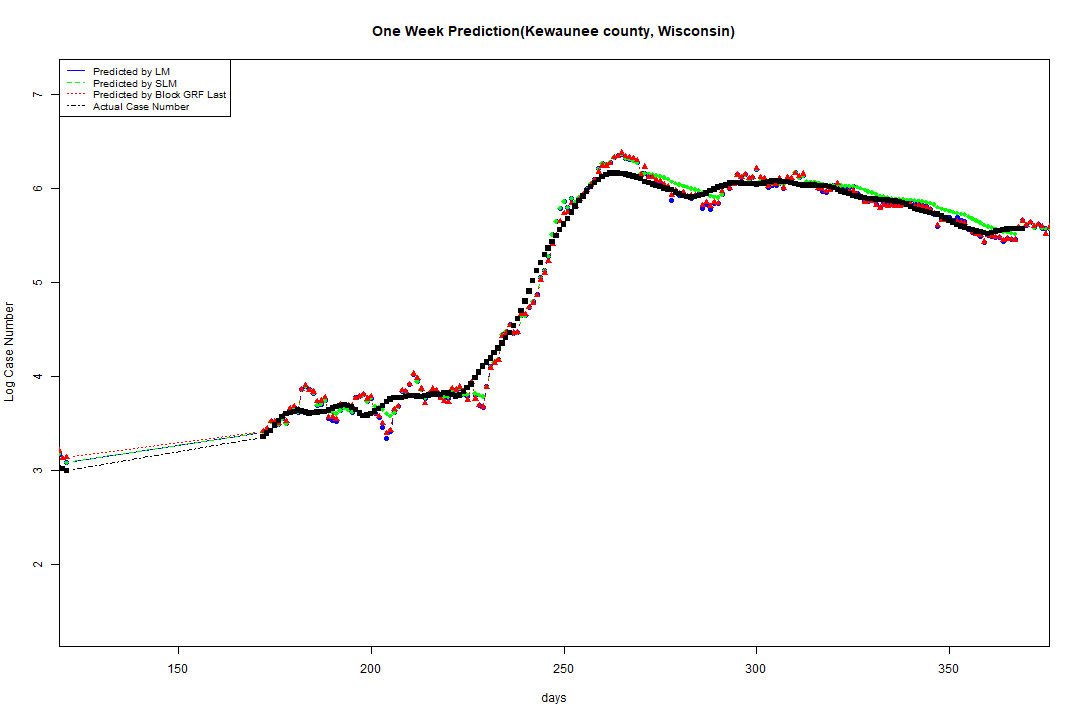 One Week Prediction(Kewaunee county, Wisconsin)
Predicted by LM
Predicted by SLM
Predicted by Block GRF Last
Actual Case Number
7
6
5
4
3
2
Log Case Number
150 200 250 300 350
days